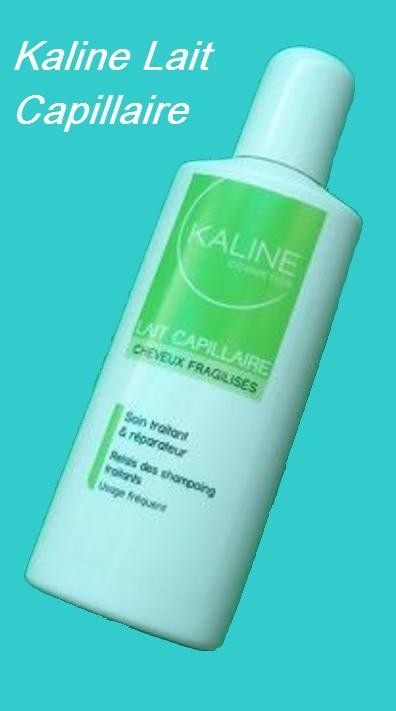 Kaline Lait
Capillaire
KALINE
COSMETICS
LAIT CAPILLAIRE
CHEVEUX FRAGILISÉS
Soin traitant
& réparateur
Relais des shampoing
traitants
Usage fréquent